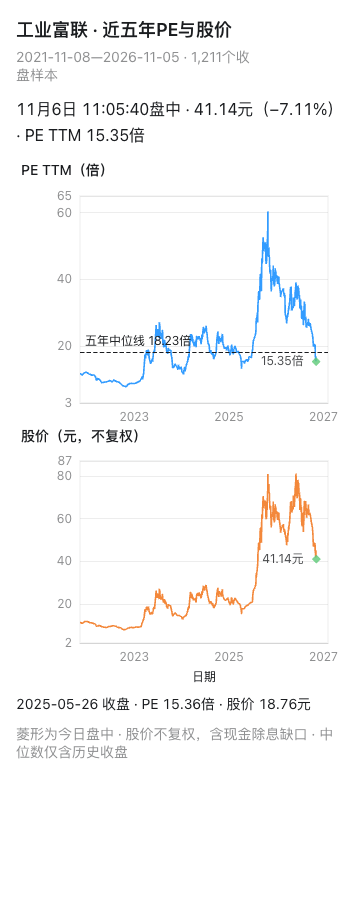 工业富联 · 近五年PE与股价
2021-11-08—2026-11-05 · 1,211个收
盘样本
11月6日 11:05:40盘中 · 41.14元（−7.11%）
· PE TTM 15.35倍
PE TTM（倍）
65
60
40
五年中位线 18.23倍
20
15.35倍
3
2023
2025
2027
股价（元，不复权）
87
80
60
40
41.14元
20
2
2023
2025
2027
日期
2025-05-26 收盘 · PE 15.36倍 · 股价 18.76元
菱形为今日盘中 · 股价不复权，含现金除息缺口 · 中
位数仅含历史收盘